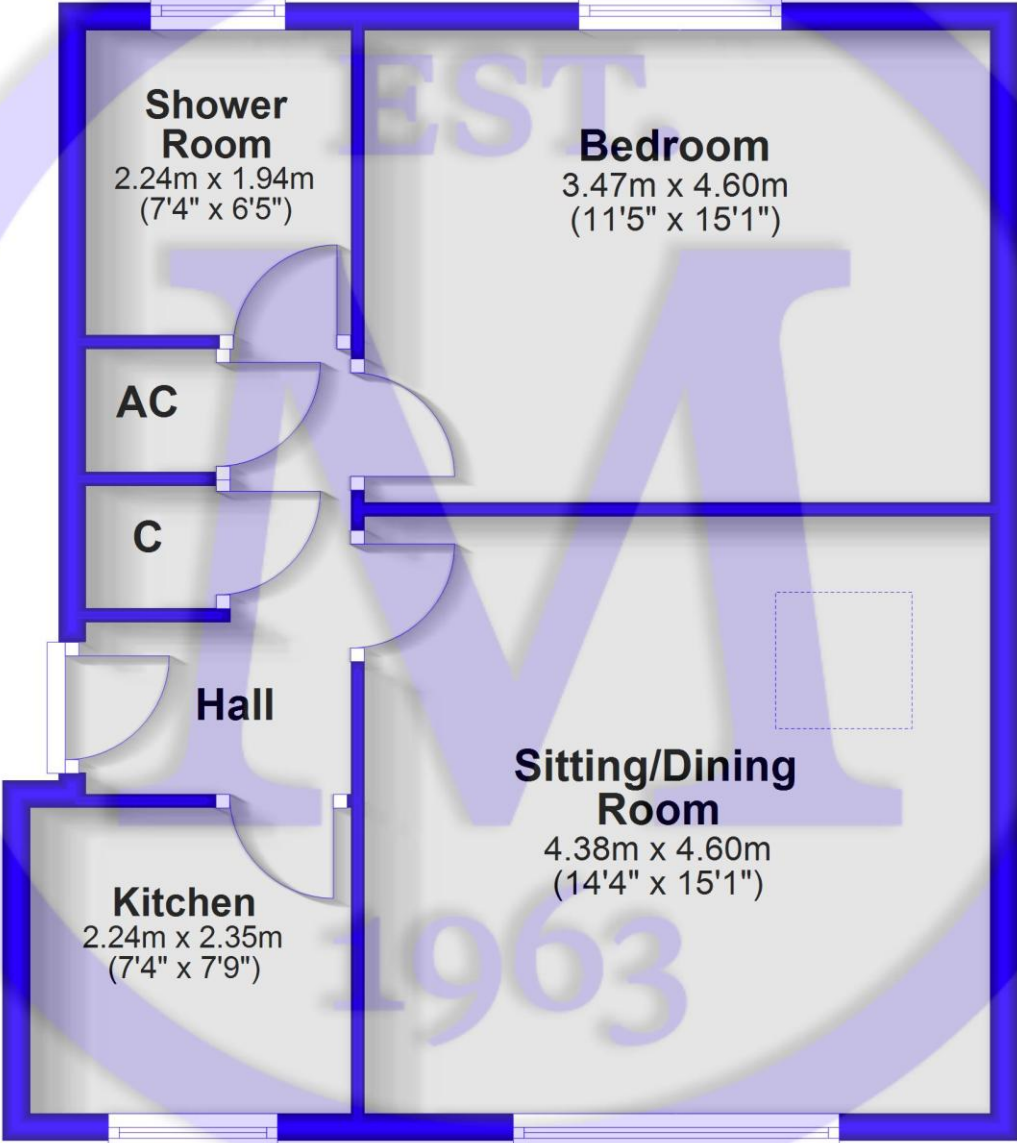 EST.
Shower
Room
2.24m x 1.94m
(7'4" x 6'5")
Bedroom
3.47m x 4.60m
(11'5" x 15'1")
M
AC
C
Hall
Sitting/Dining
Room
4.38m x 4.60m
(14'4" x 15'1")
Kitchen
2.24m x 2.35m
(7'4" x 7'9")
1963